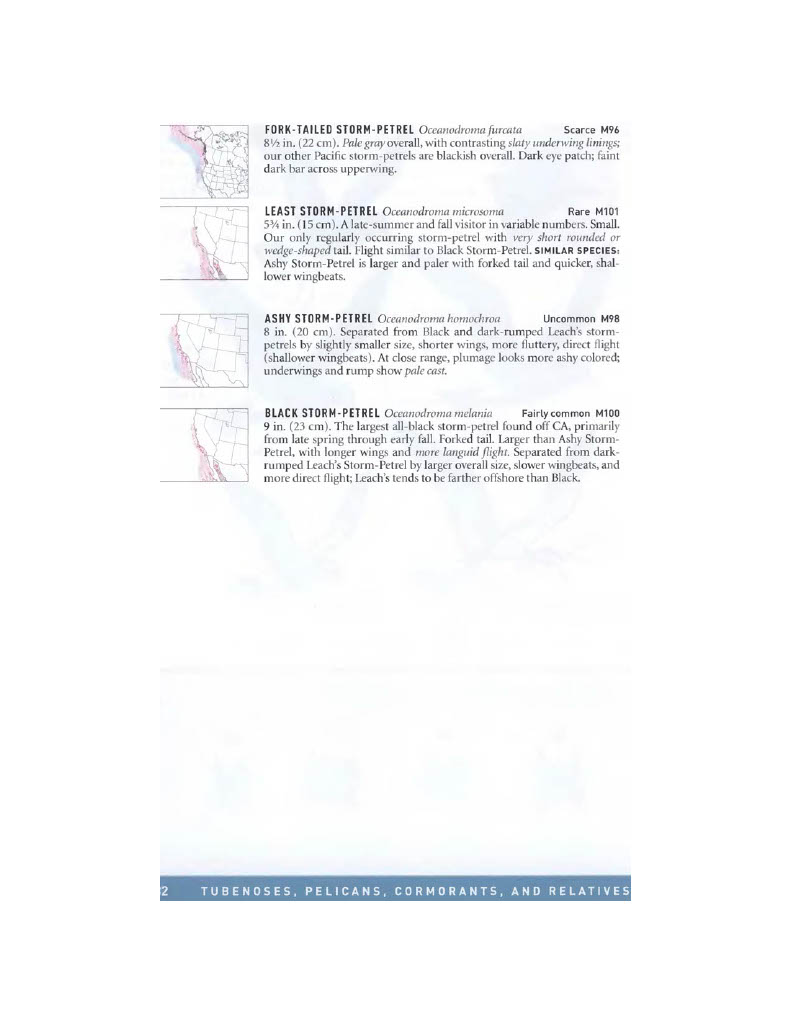 FORK-TAILED STORM-PETREL Oceanodroma furcata Scarce M96
8½ in. (22 cm). Pale gray overall, with contrasting slaty underwing linings;
our other Pacific storm-petrels are blackish overall. Dark eye patch; faint
dark bar across upperwing.
LEAST STORM-PETREL Oceanodroma microsoma Rare M101
5¾ in. (15 cm). A late-summer and fall visitor in variable numbers. Small.
Our only regularly occurring storm-petrel with very short rounded or
wedge-shaped tail. Flight similar to Black Storm-Petrel. SIMILAR SPECIES:
Ashy Storm-Petrel is larger and paler with forked tail and quicker, shal-
lower wingbeats.
ASHY STORM-PETREL Oceanodroma homochroa Uncommon M98
8 in. (20 cm). Separated from Black and dark-rumped Leach's storm-
petrels by slightly smaller size, shorter wings, more fluttery, direct flight
(shallower wingbeats). At close range, plumage looks more ashy colored;
underwings and rump show pale cast.
BLACK STORM-PETREL Oceanodroma melania Fairly common M100
9 in. (23 cm). The largest all-black storm-petrel found off CA, primarily
from late spring through early fall. Forked tail. Larger than Ashy Storm-
Petrel, with longer wings and more languid flight. Separated from dark-
rumped Leach's Storm-Petrel by larger overall size, slower wingbeats, and
more direct flight; Leach's tends to be farther offshore than Black.
2 TUBENOSES, PELICANS, CORMORANTS, AND RELATIVES